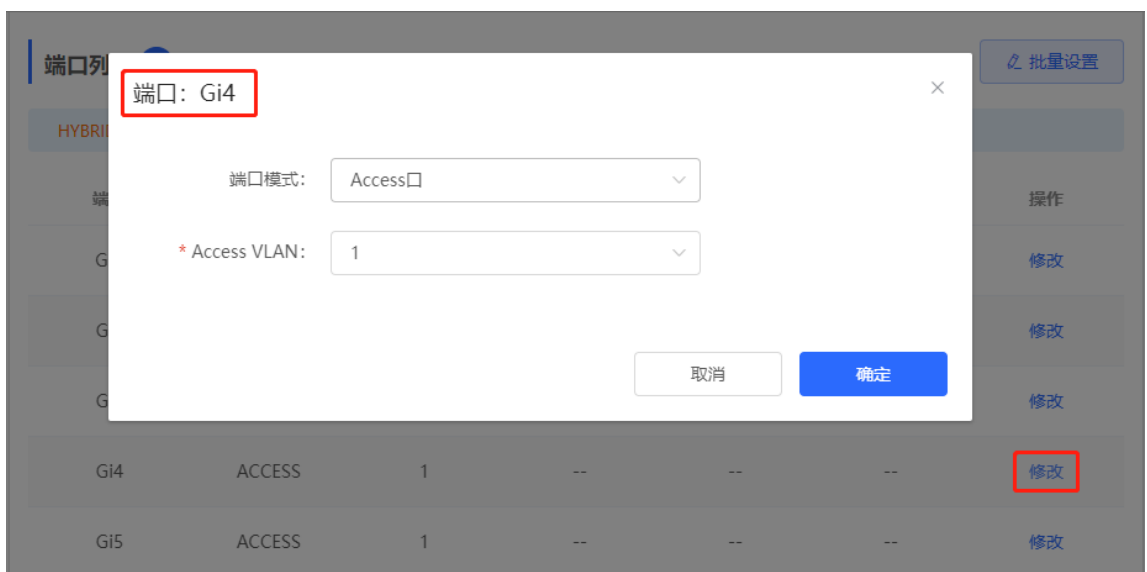 端口列
批量设置
端口：Gi4
HYBRI
端口模式：
Access口
操作
* Access VLAN：
1
修改
修改
取消
确定
修改
Gi4 ACCESS 1 -- -- -- 修改
Gi5 ACCESS 1 -- -- -- 修改